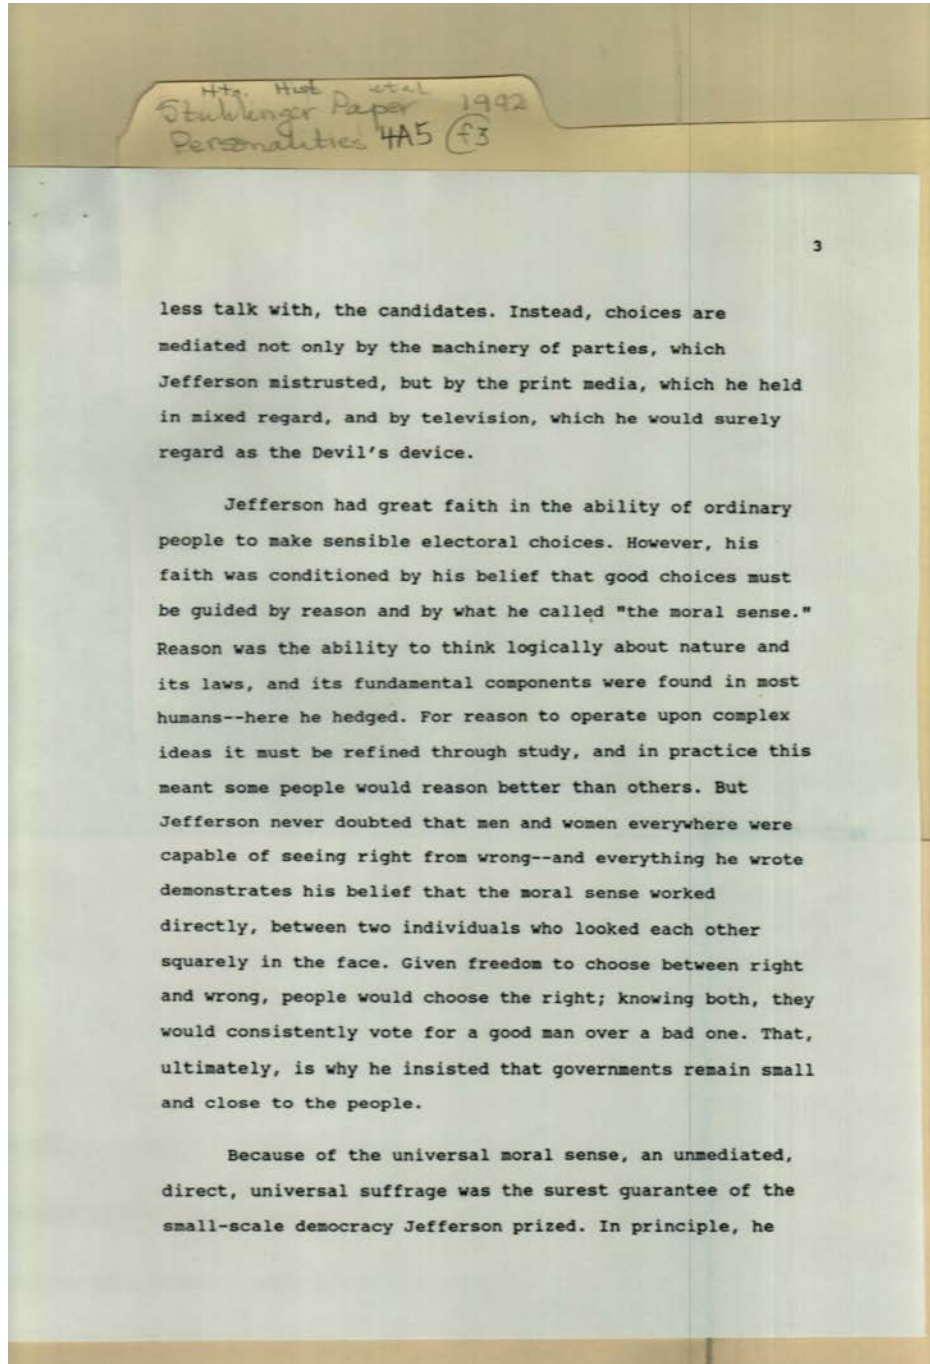 Hts. Hist et al
Stuhlinger Paper 1992
Personalities 4A5 f3
3
less talk with, the candidates. Instead, choices are
mediated not only by the machinery of parties, which
Jefferson mistrusted, but by the print media, which he held
in mixed regard, and by television, which he would surely
regard as the Devil's device.
Jefferson had great faith in the ability of ordinary
people to make sensible electoral choices. However, his
faith was conditioned by his belief that good choices must
be guided by reason and by what he called "the moral sense."
Reason was the ability to think logically about nature and
its laws, and its fundamental components were found in most
humans--here he hedged. For reason to operate upon complex
ideas it must be refined through study, and in practice this
meant some people would reason better than others. But
Jefferson never doubted that men and women everywhere were
capable of seeing right from wrong--and everything he wrote
demonstrates his belief that the moral sense worked
directly, between two individuals who looked each other
squarely in the face. Given freedom to choose between right
and wrong, people would choose the right; knowing both, they
would consistently vote for a good man over a bad one. That,
ultimately, is why he insisted that governments remain small
and close to the people.
Because of the universal moral sense, an unmediated,
direct, universal suffrage was the surest guarantee of the
small-scale democracy Jefferson prized. In principle, he